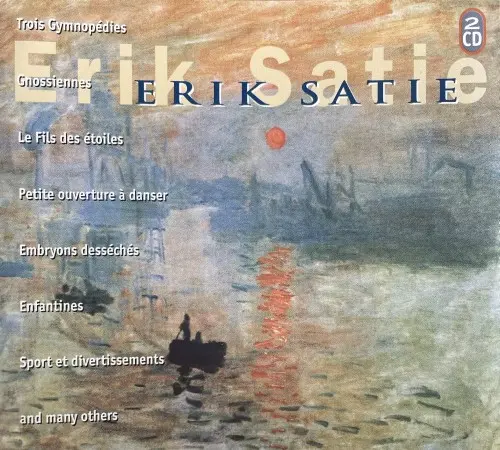 Trois Gymnopédies
2
CD
Erik Satie
Gnossiennes
ERIK SATIE
Le Fils des étoiles
Petite ouverture à danser
Embryons desséchés
Enfantines
Sport et divertissements
and many others